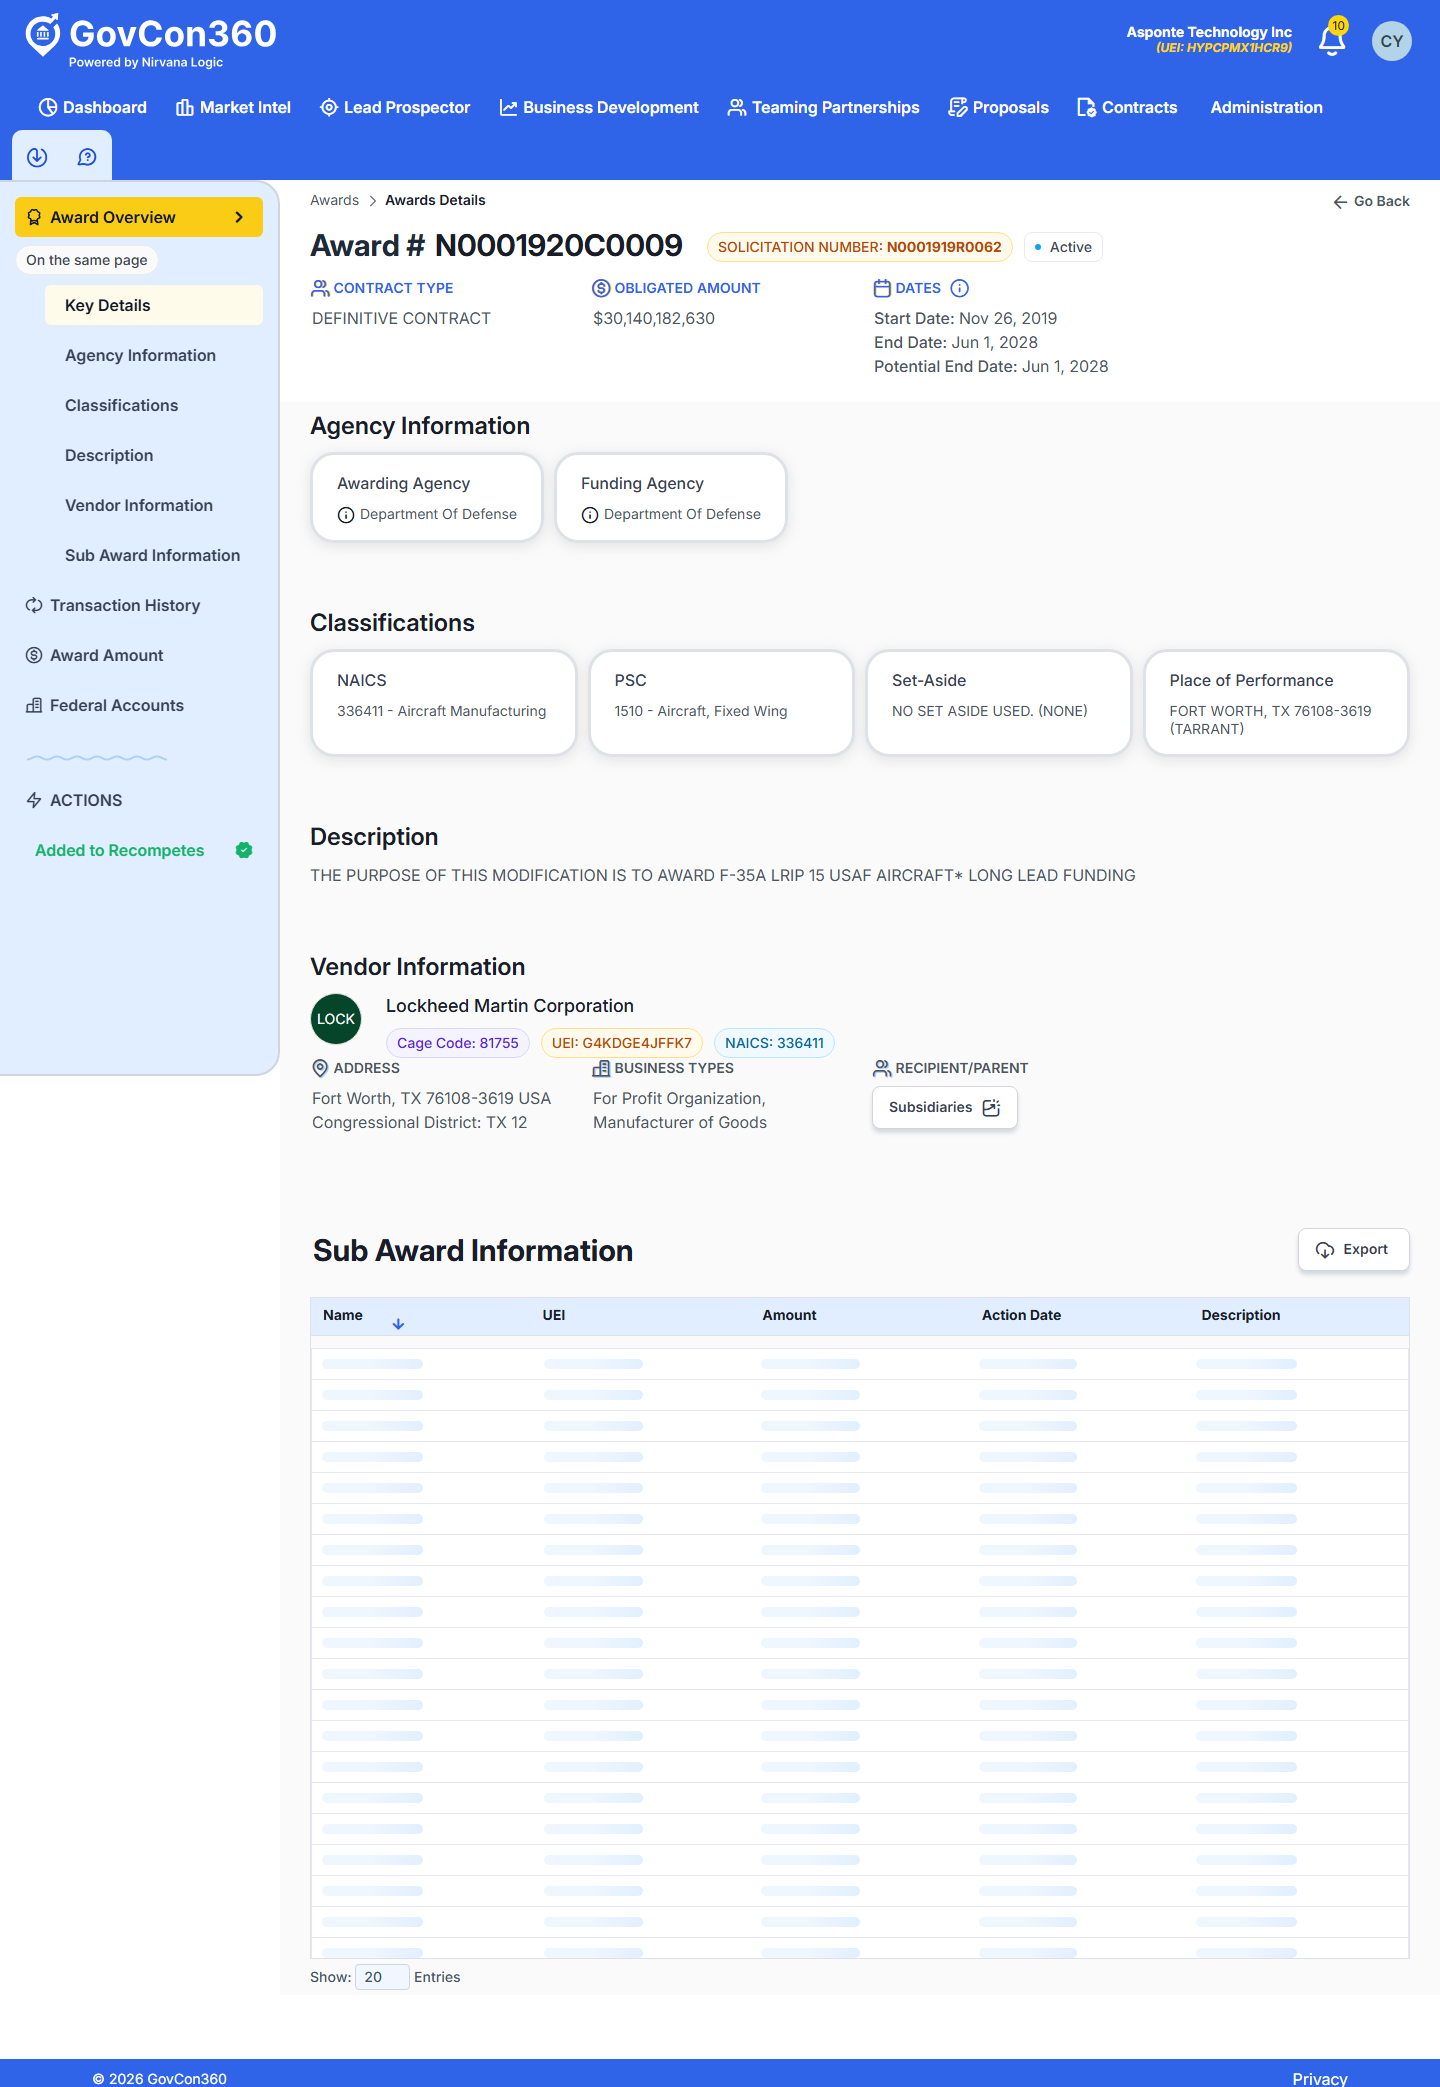 GovCon360
Powered by Nirvana Logic
Asponte Technology Inc
(UEI: HYPCPMX1HCR9)
10
CY
Dashboard
Market Intel
Lead Prospector
Business Development
Teaming Partnerships
Proposals
Contracts
Administration
Award Overview
On the same page
Key Details
Agency Information
Classifications
Description
Vendor Information
Sub Award Information
Transaction History
Award Amount
Federal Accounts
ACTIONS
Added to Recompetes
Awards > Awards Details
Go Back
Award # N0001920C0009
SOLICITATION NUMBER: N0001919R0062
Active
CONTRACT TYPE
DEFINITIVE CONTRACT
OBLIGATED AMOUNT
$30,140,182,630
DATES
Start Date: Nov 26, 2019
End Date: Jun 1, 2028
Potential End Date: Jun 1, 2028
Agency Information
Awarding Agency
Department Of Defense
Funding Agency
Department Of Defense
Classifications
NAICS
336411 - Aircraft Manufacturing
PSC
1510 - Aircraft, Fixed Wing
Set-Aside
NO SET ASIDE USED. (NONE)
Place of Performance
FORT WORTH, TX 76108-3619
(TARRANT)
Description
THE PURPOSE OF THIS MODIFICATION IS TO AWARD F-35A LRIP 15 USAF AIRCRAFT* LONG LEAD FUNDING
Vendor Information
LOCK
Lockheed Martin Corporation
Cage Code: 81755
UEI: G4KDGE4JFFK7
NAICS: 336411
ADDRESS
Fort Worth, TX 76108-3619 USA
Congressional District: TX 12
BUSINESS TYPES
For Profit Organization,
Manufacturer of Goods
RECIPIENT/PARENT
Subsidiaries
Sub Award Information
Export
Name
UEI
Amount
Action Date
Description
Show: 20 Entries
© 2026 GovCon360
Privacy